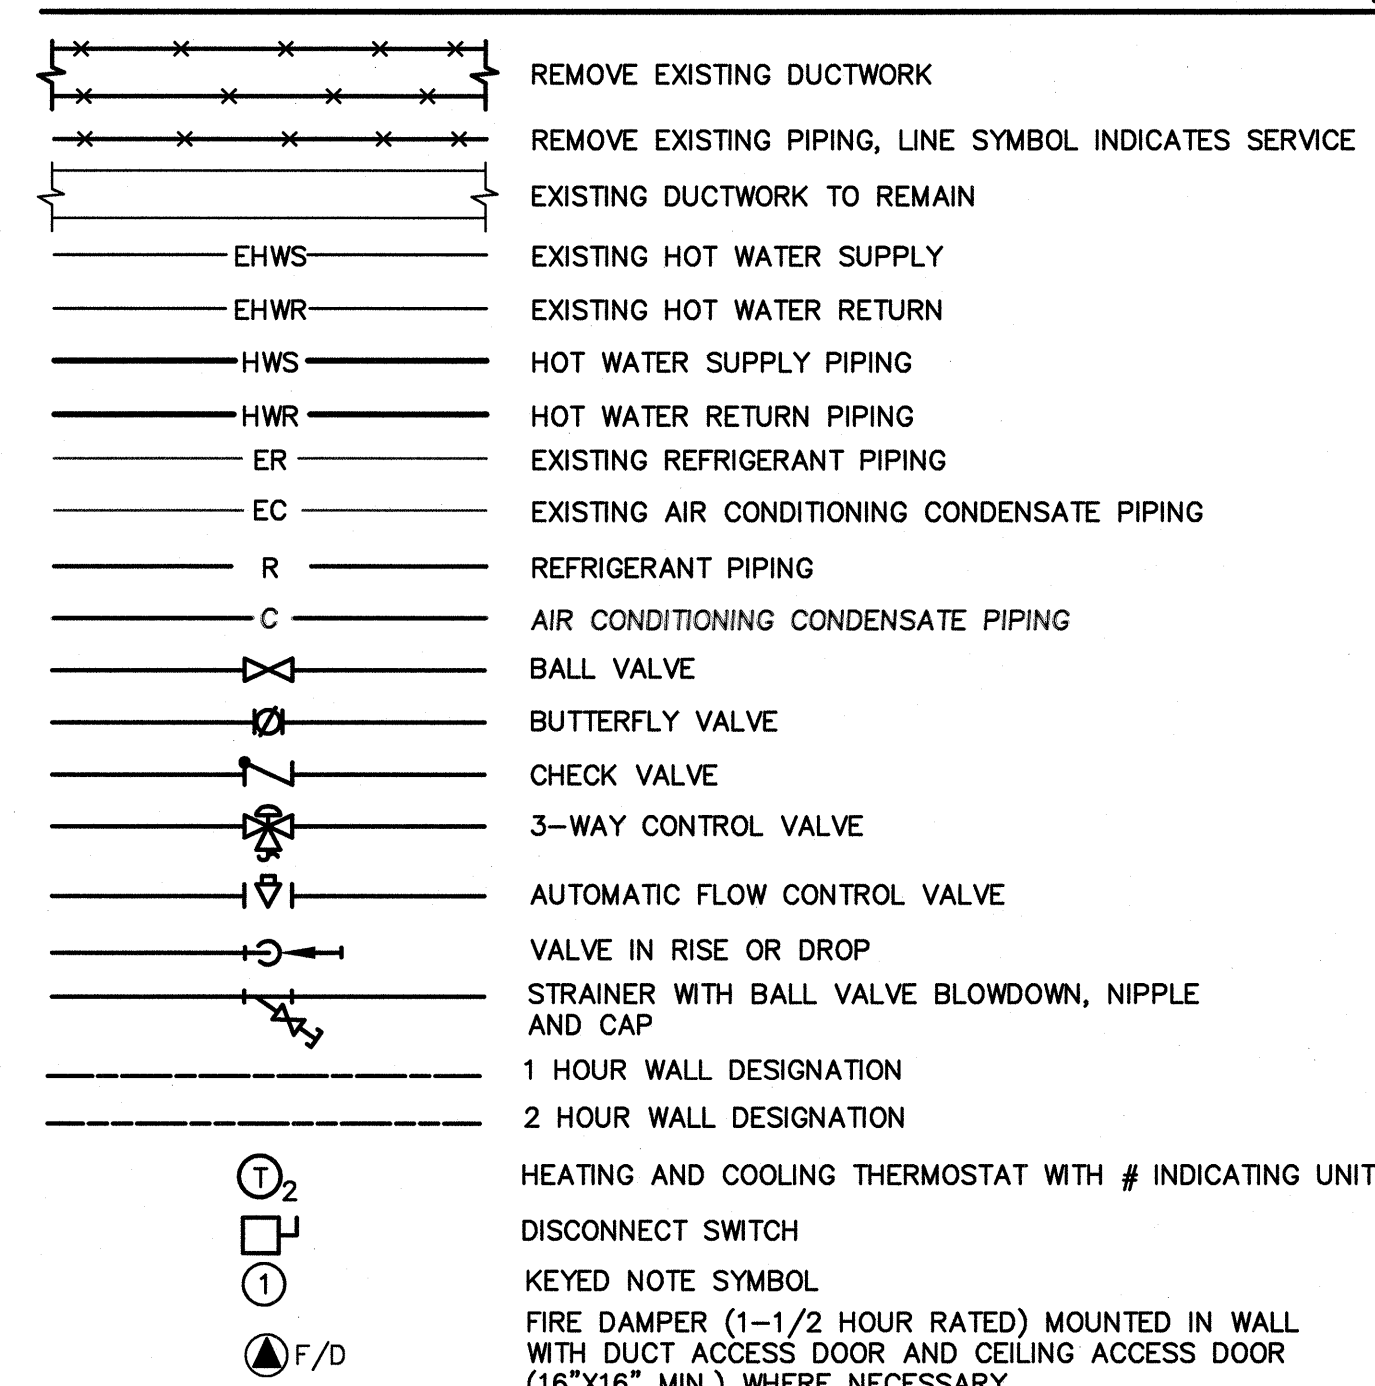 REMOVE EXISTING DUCTWORK
REMOVE EXISTING PIPING, LINE SYMBOL INDICATES SERVICE
EXISTING DUCTWORK TO REMAIN
EHWS EXISTING HOT WATER SUPPLY
EHWR EXISTING HOT WATER RETURN
HWS HOT WATER SUPPLY PIPING
HWR HOT WATER RETURN PIPING
ER EXISTING REFRIGERANT PIPING
EC EXISTING AIR CONDITIONING CONDENSATE PIPING
R REFRIGERANT PIPING
C AIR CONDITIONING CONDENSATE PIPING
BALL VALVE
BUTTERFLY VALVE
CHECK VALVE
3-WAY CONTROL VALVE
AUTOMATIC FLOW CONTROL VALVE
VALVE IN RISE OR DROP
STRAINER WITH BALL VALVE BLOWDOWN, NIPPLE
AND CAP
1 HOUR WALL DESIGNATION
2 HOUR WALL DESIGNATION
T 2 HEATING AND COOLING THERMOSTAT WITH # INDICATING UNIT
DISCONNECT SWITCH
1 KEYED NOTE SYMBOL
FIRE DAMPER (1-1/2 HOUR RATED) MOUNTED IN WALL
F/D WITH DUCT ACCESS DOOR AND CEILING ACCESS DOOR
(16"X16" MIN.) WHERE NECESSARY